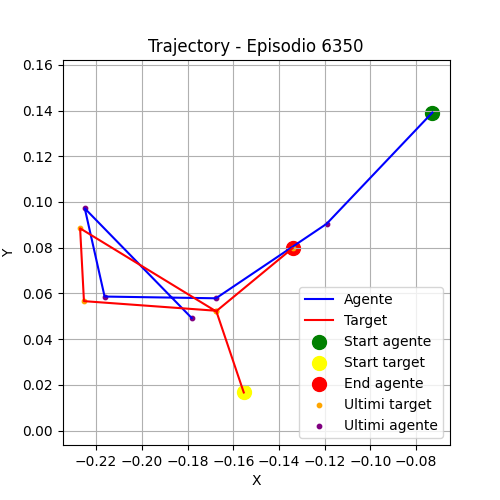 Trajectory - Episodio 6350
0.16
0.14
0.12
0.10
0.08
0.06
0.04
0.02
0.00
Y
Agente
Target
Start agente
Start target
End agente
Ultimi target
Ultimi agente
−0.22 −0.20 −0.18 −0.16 −0.14 −0.12 −0.10 −0.08
X